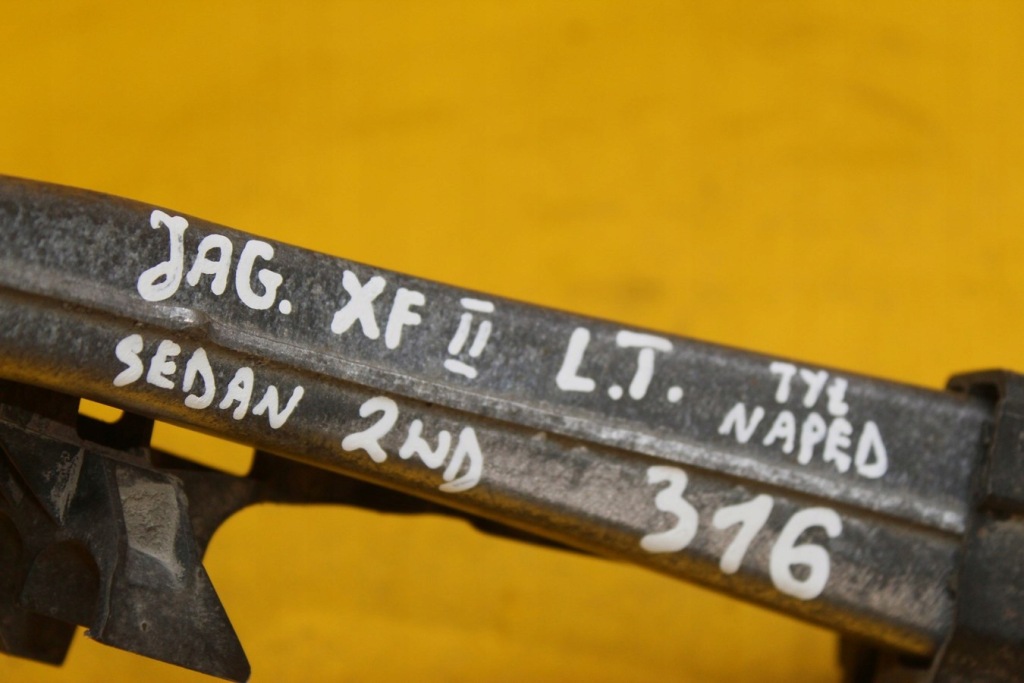 JAG. XF II L.T. TYŁ
NAPĘD
SEDAN 2WD 316